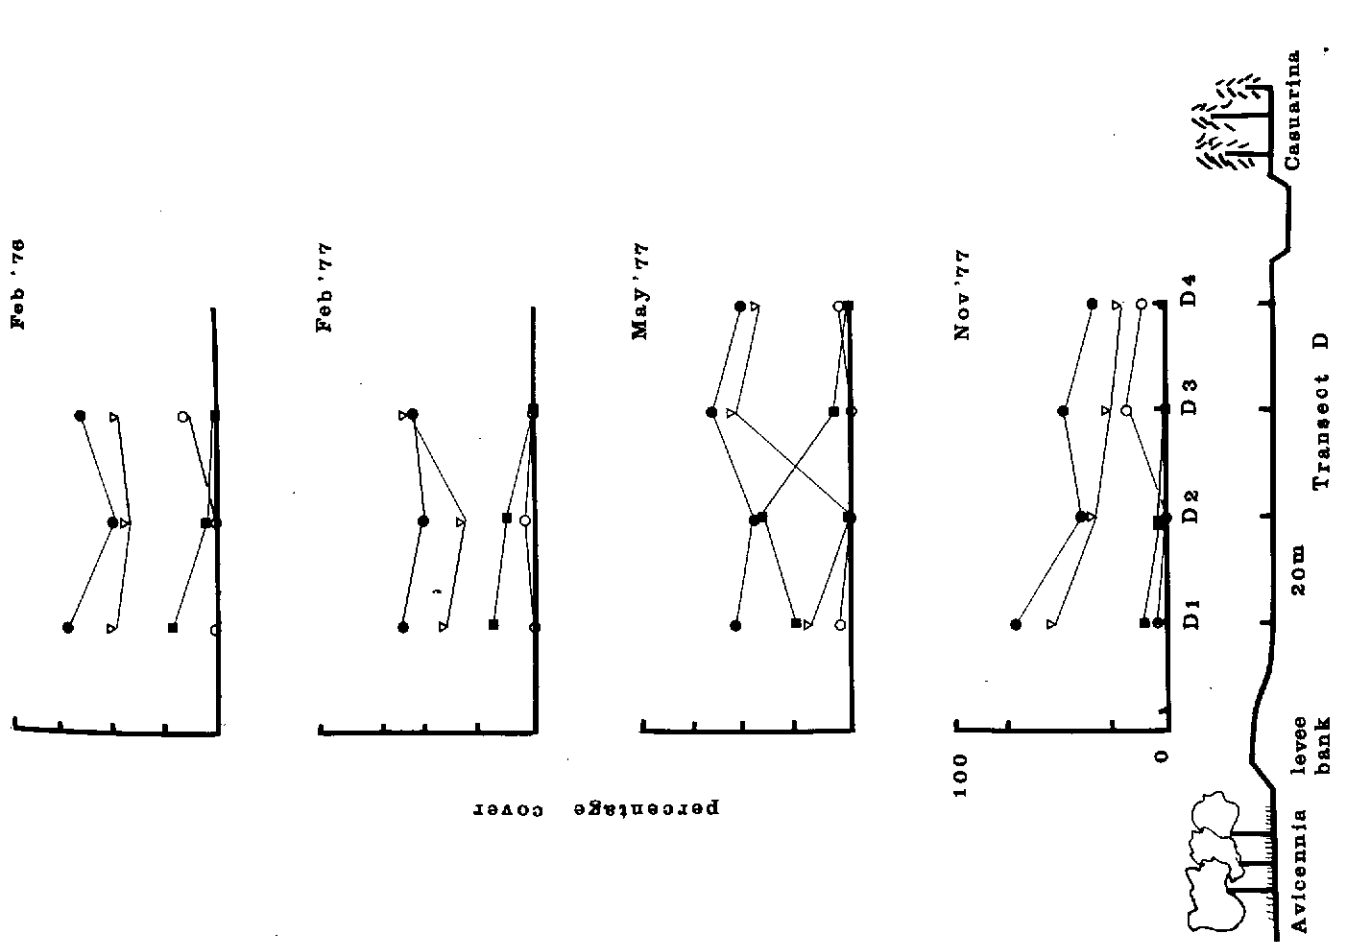 Feb '76
Feb '77
May '77
Nov '77
percentage cover
100
0
D1 D2 D3 D4
Avicennia
levee
bank
20m
Transect D
Casuarina